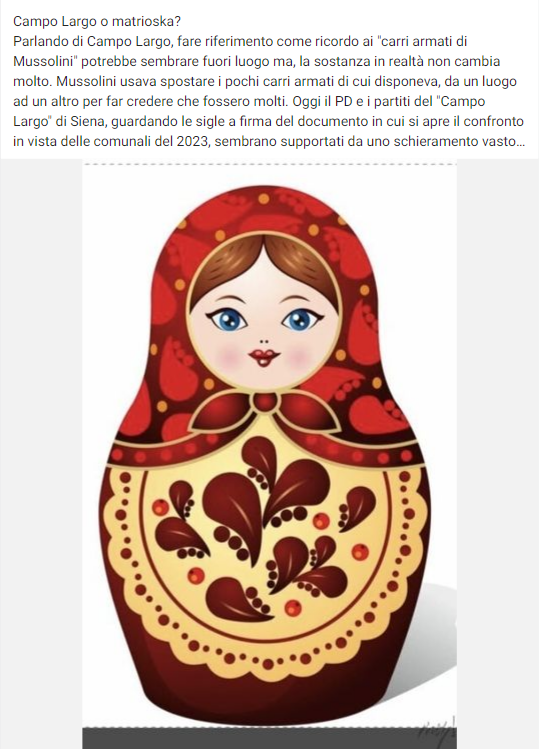 Campo Largo o matrioska?
Parlando di Campo Largo, fare riferimento come ricordo ai "carri armati di
Mussolini" potrebbe sembrare fuori luogo ma, la sostanza in realtà non cambia
molto. Mussolini usava spostare i pochi carri armati di cui disponeva, da un luogo
ad un altro per far credere che fossero molti. Oggi il PD e i partiti del "Campo
Largo" di Siena, guardando le sigle a firma del documento in cui si apre il confronto
in vista delle comunali del 2023, sembrano supportati da uno schieramento vasto...